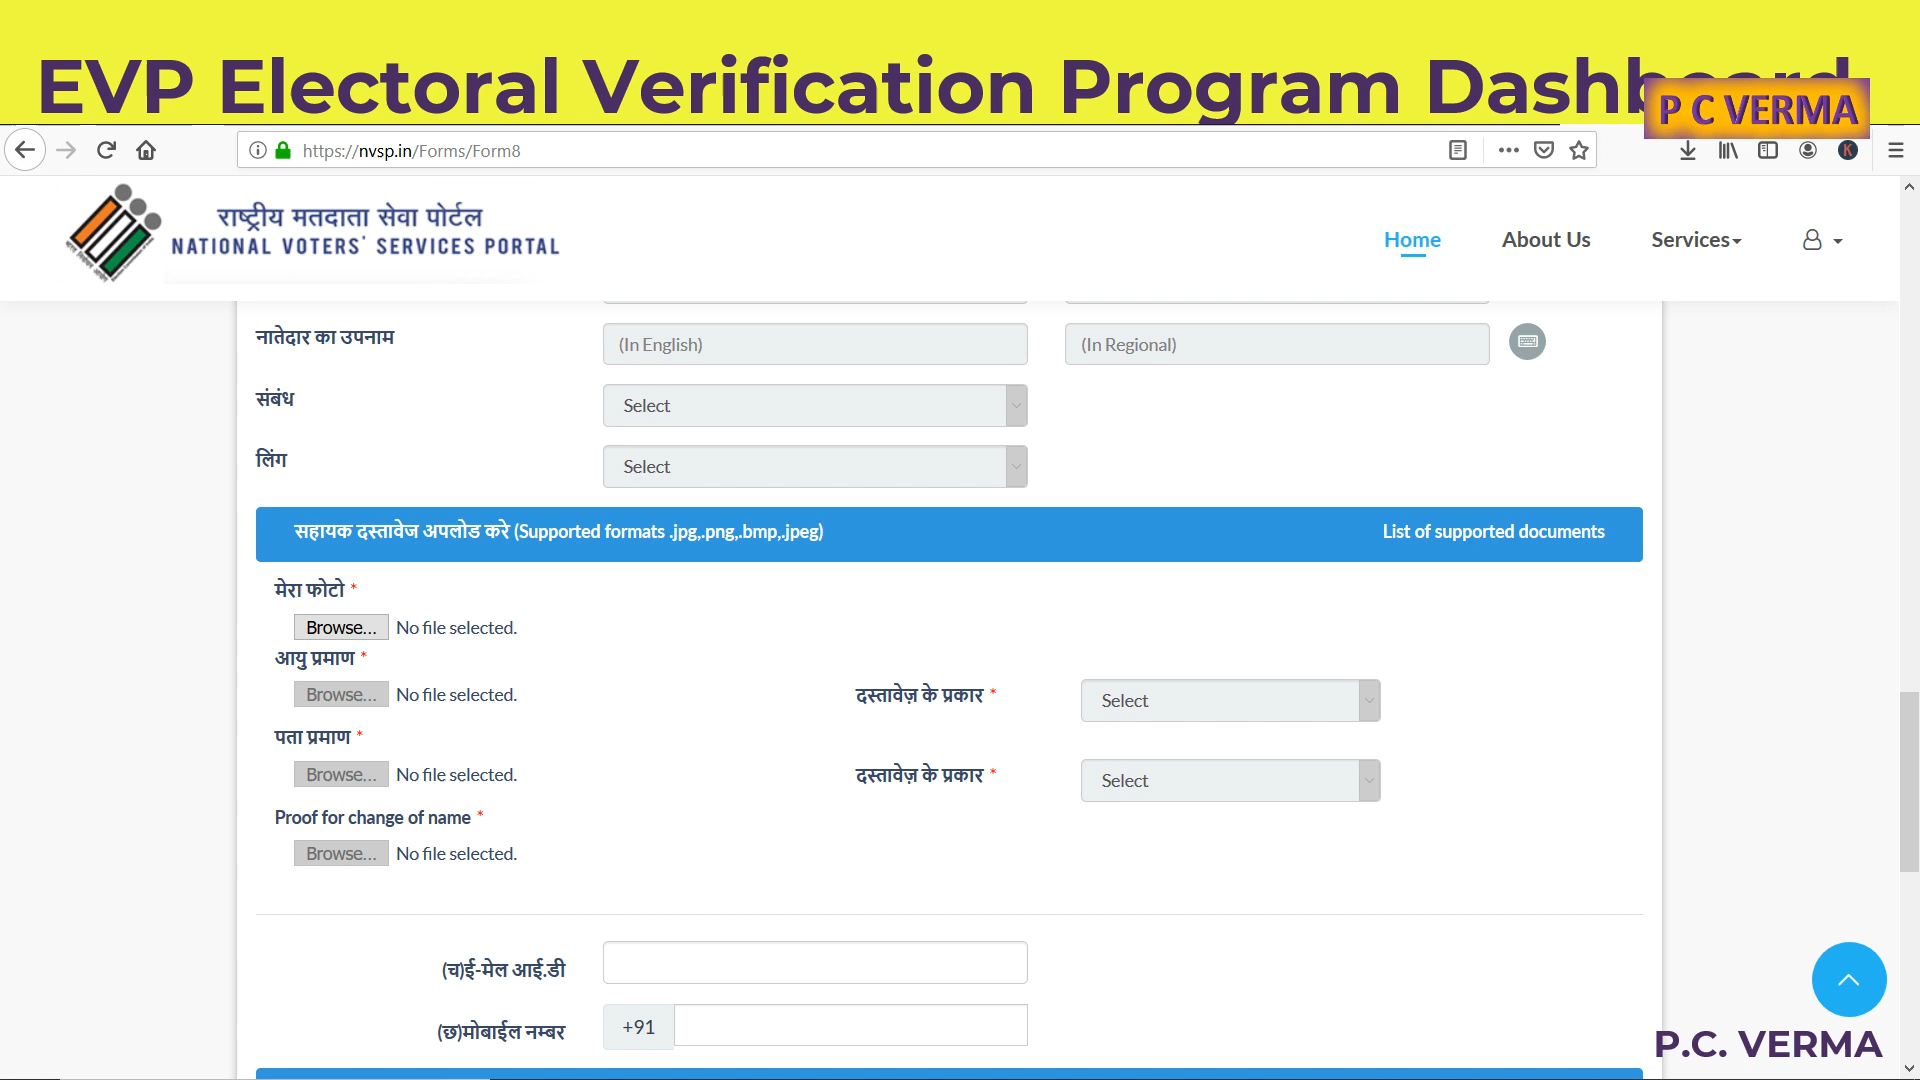 EVP Electoral Verification Program Dashboard
P C VERMA
https://nvsp.in/Forms/Form8
K
राष्ट्रीय मतदाता सेवा पोर्टल
NATIONAL VOTERS' SERVICES PORTAL
Home About Us Services
नातेदार का उपनाम (In English) (In Regional)
संबंध Select
लिंग Select
सहायक दस्तावेज अपलोड करे (Supported formats .jpg,.png,.bmp,.jpeg) List of supported documents
मेरा फोटो *
Browse... No file selected.
आयु प्रमाण *
Browse... No file selected. दस्तावेज़ के प्रकार * Select
पता प्रमाण *
Browse... No file selected. दस्तावेज़ के प्रकार * Select
Proof for change of name *
Browse... No file selected.
(च)ई-मेल आई.डी
(छ)मोबाईल नम्बर +91
P.C. VERMA